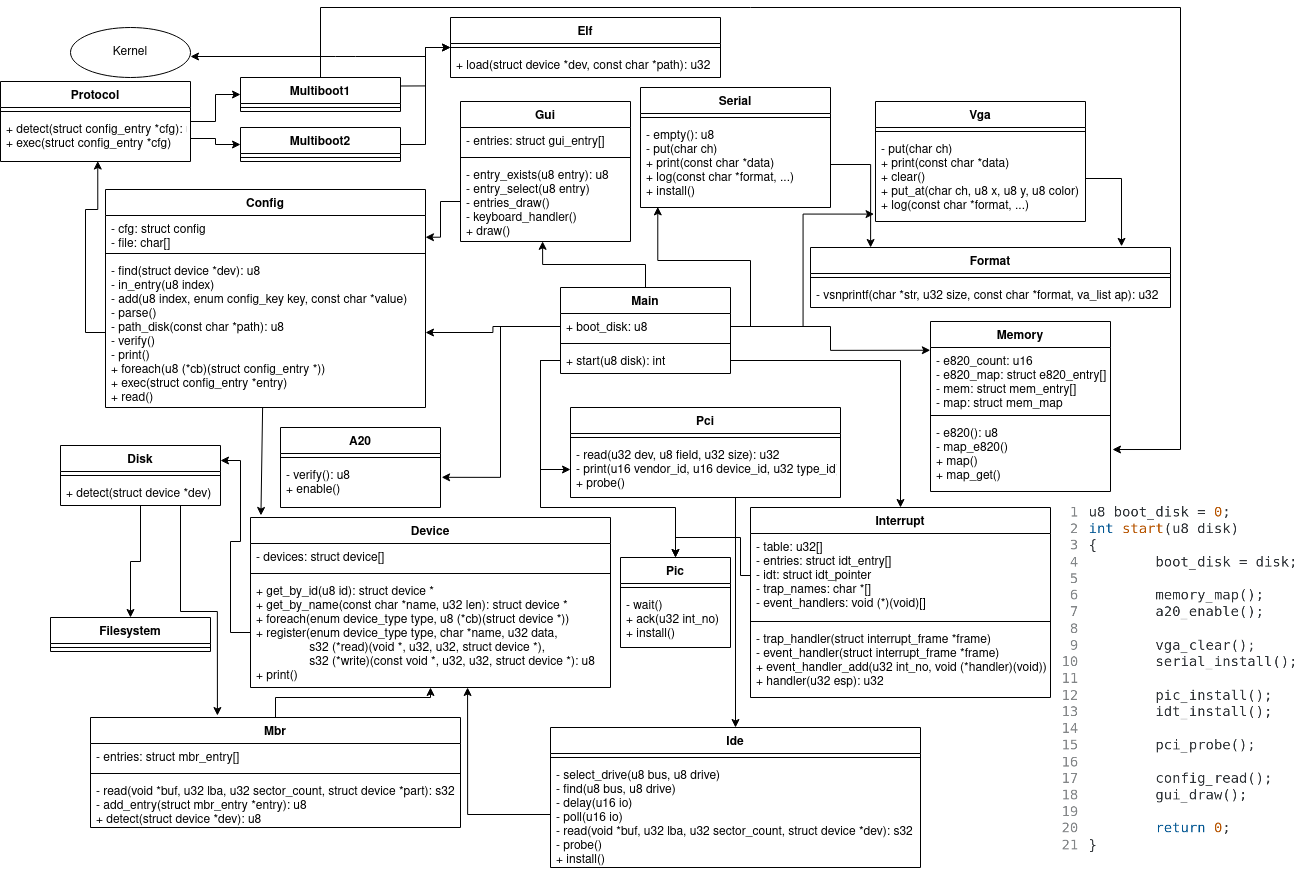 Kernel
Elf
+ load(struct device *dev, const char *path): u32
Protocol
+ detect(struct config_entry *cfg):
+ exec(struct config_entry *cfg)
Multiboot1
Multiboot2
Gui
- entries: struct gui_entry[]
- entry_exists(u8 entry): u8
- entry_select(u8 entry)
- entries_draw()
- keyboard_handler()
+ draw()
Serial
- empty(): u8
- put(char ch)
+ print(const char *data)
+ log(const char *format, ...)
+ install()
Vga
- put(char ch)
+ print(const char *data)
+ clear()
+ put_at(char ch, u8 x, u8 y, u8 color)
+ log(const char *format, ...)
Config
- cfg: struct config
- file: char[]
- find(struct device *dev): u8
- in_entry(u8 index)
- add(u8 index, enum config_key key, const char *value)
- parse()
- path_disk(const char *path): u8
- verify()
- print()
+ foreach(u8 (*cb)(struct config_entry *))
+ exec(struct config_entry *entry)
+ read()
Format
- vsnprintf(char *str, u32 size, const char *format, va_list ap): u32
Main
+ boot_disk: u8
+ start(u8 disk): int
Memory
- e820_count: u16
- e820_map: struct e820_entry[]
- mem: struct mem_entry[]
- map: struct mem_map
- e820(): u8
- map_e820()
+ map()
+ map_get()
Pci
- read(u32 dev, u8 field, u32 size): u32
- print(u16 vendor_id, u16 device_id, u32 type_id
+ probe()
A20
- verify(): u8
+ enable()
Disk
+ detect(struct device *dev)
Device
- devices: struct device[]
+ get_by_id(u8 id): struct device *
+ get_by_name(const char *name, u32 len): struct device *
+ foreach(enum device_type type, u8 (*cb)(struct device *))
+ register(enum device_type type, char *name, u32 data,
s32 (*read)(void *, u32, u32, struct device *),
s32 (*write)(const void *, u32, u32, struct device *): u8
+ print()
Pic
- wait()
+ ack(u32 int_no)
+ install()
Interrupt
- table: u32[]
- entries: struct idt_entry[]
- idt: struct idt_pointer
- trap_names: char *[]
- event_handlers: void (*)(void)[]
- trap_handler(struct interrupt_frame *frame)
- event_handler(struct interrupt_frame *frame)
+ event_handler_add(u32 int_no, void (*handler)(void))
+ handler(u32 esp): u32
Filesystem
Mbr
- entries: struct mbr_entry[]
- read(void *buf, u32 lba, u32 sector_count, struct device *part): s32
- add_entry(struct mbr_entry *entry): u8
+ detect(struct device *dev): u8
Ide
- select_drive(u8 bus, u8 drive)
- find(u8 bus, u8 drive)
- delay(u16 io)
- poll(u16 io)
- read(void *buf, u32 lba, u32 sector_count, struct device *dev): s32
- probe()
+ install()
1 u8 boot_disk = 0;
2 int start(u8 disk)
3 {
4 boot_disk = disk;
5
6 memory_map();
7 a20_enable();
8
9 vga_clear();
10 serial_install();
11
12 pic_install();
13 idt_install();
14
15 pci_probe();
16
17 config_read();
18 gui_draw();
19
20 return 0;
21 }